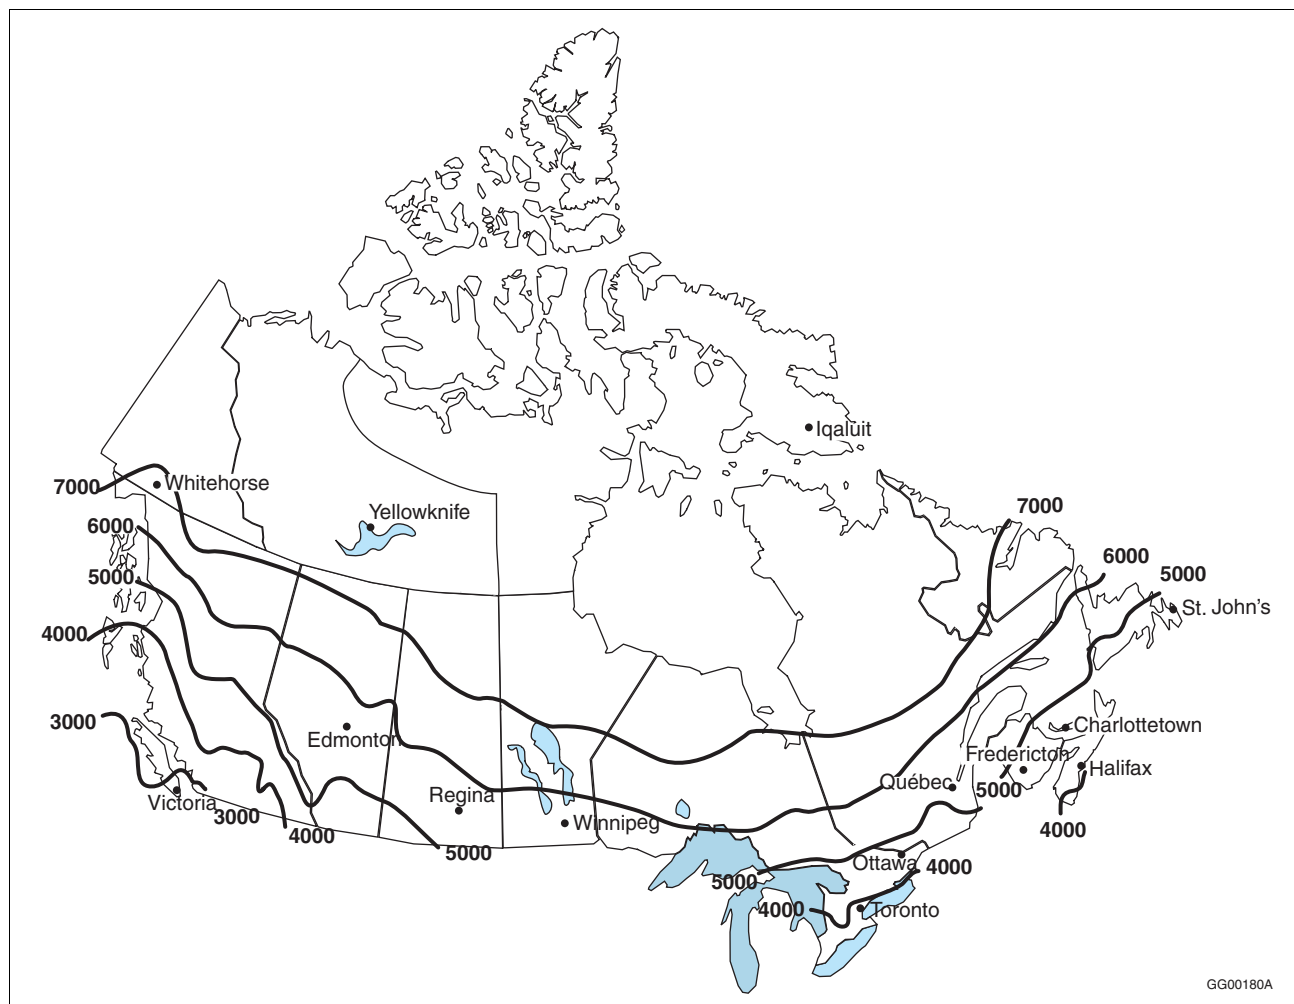 Iqaluit
7000
Whitehorse
7000
Yellowknife
6000
6000
5000
5000
St. John's
4000
3000
Charlottetown
Edmonton
Fredericton
Halifax
Québec
5000
Regina
Victoria
3000
Winnipeg
4000
4000
5000
Ottawa
4000
5000
4000
Toronto
GG00180A